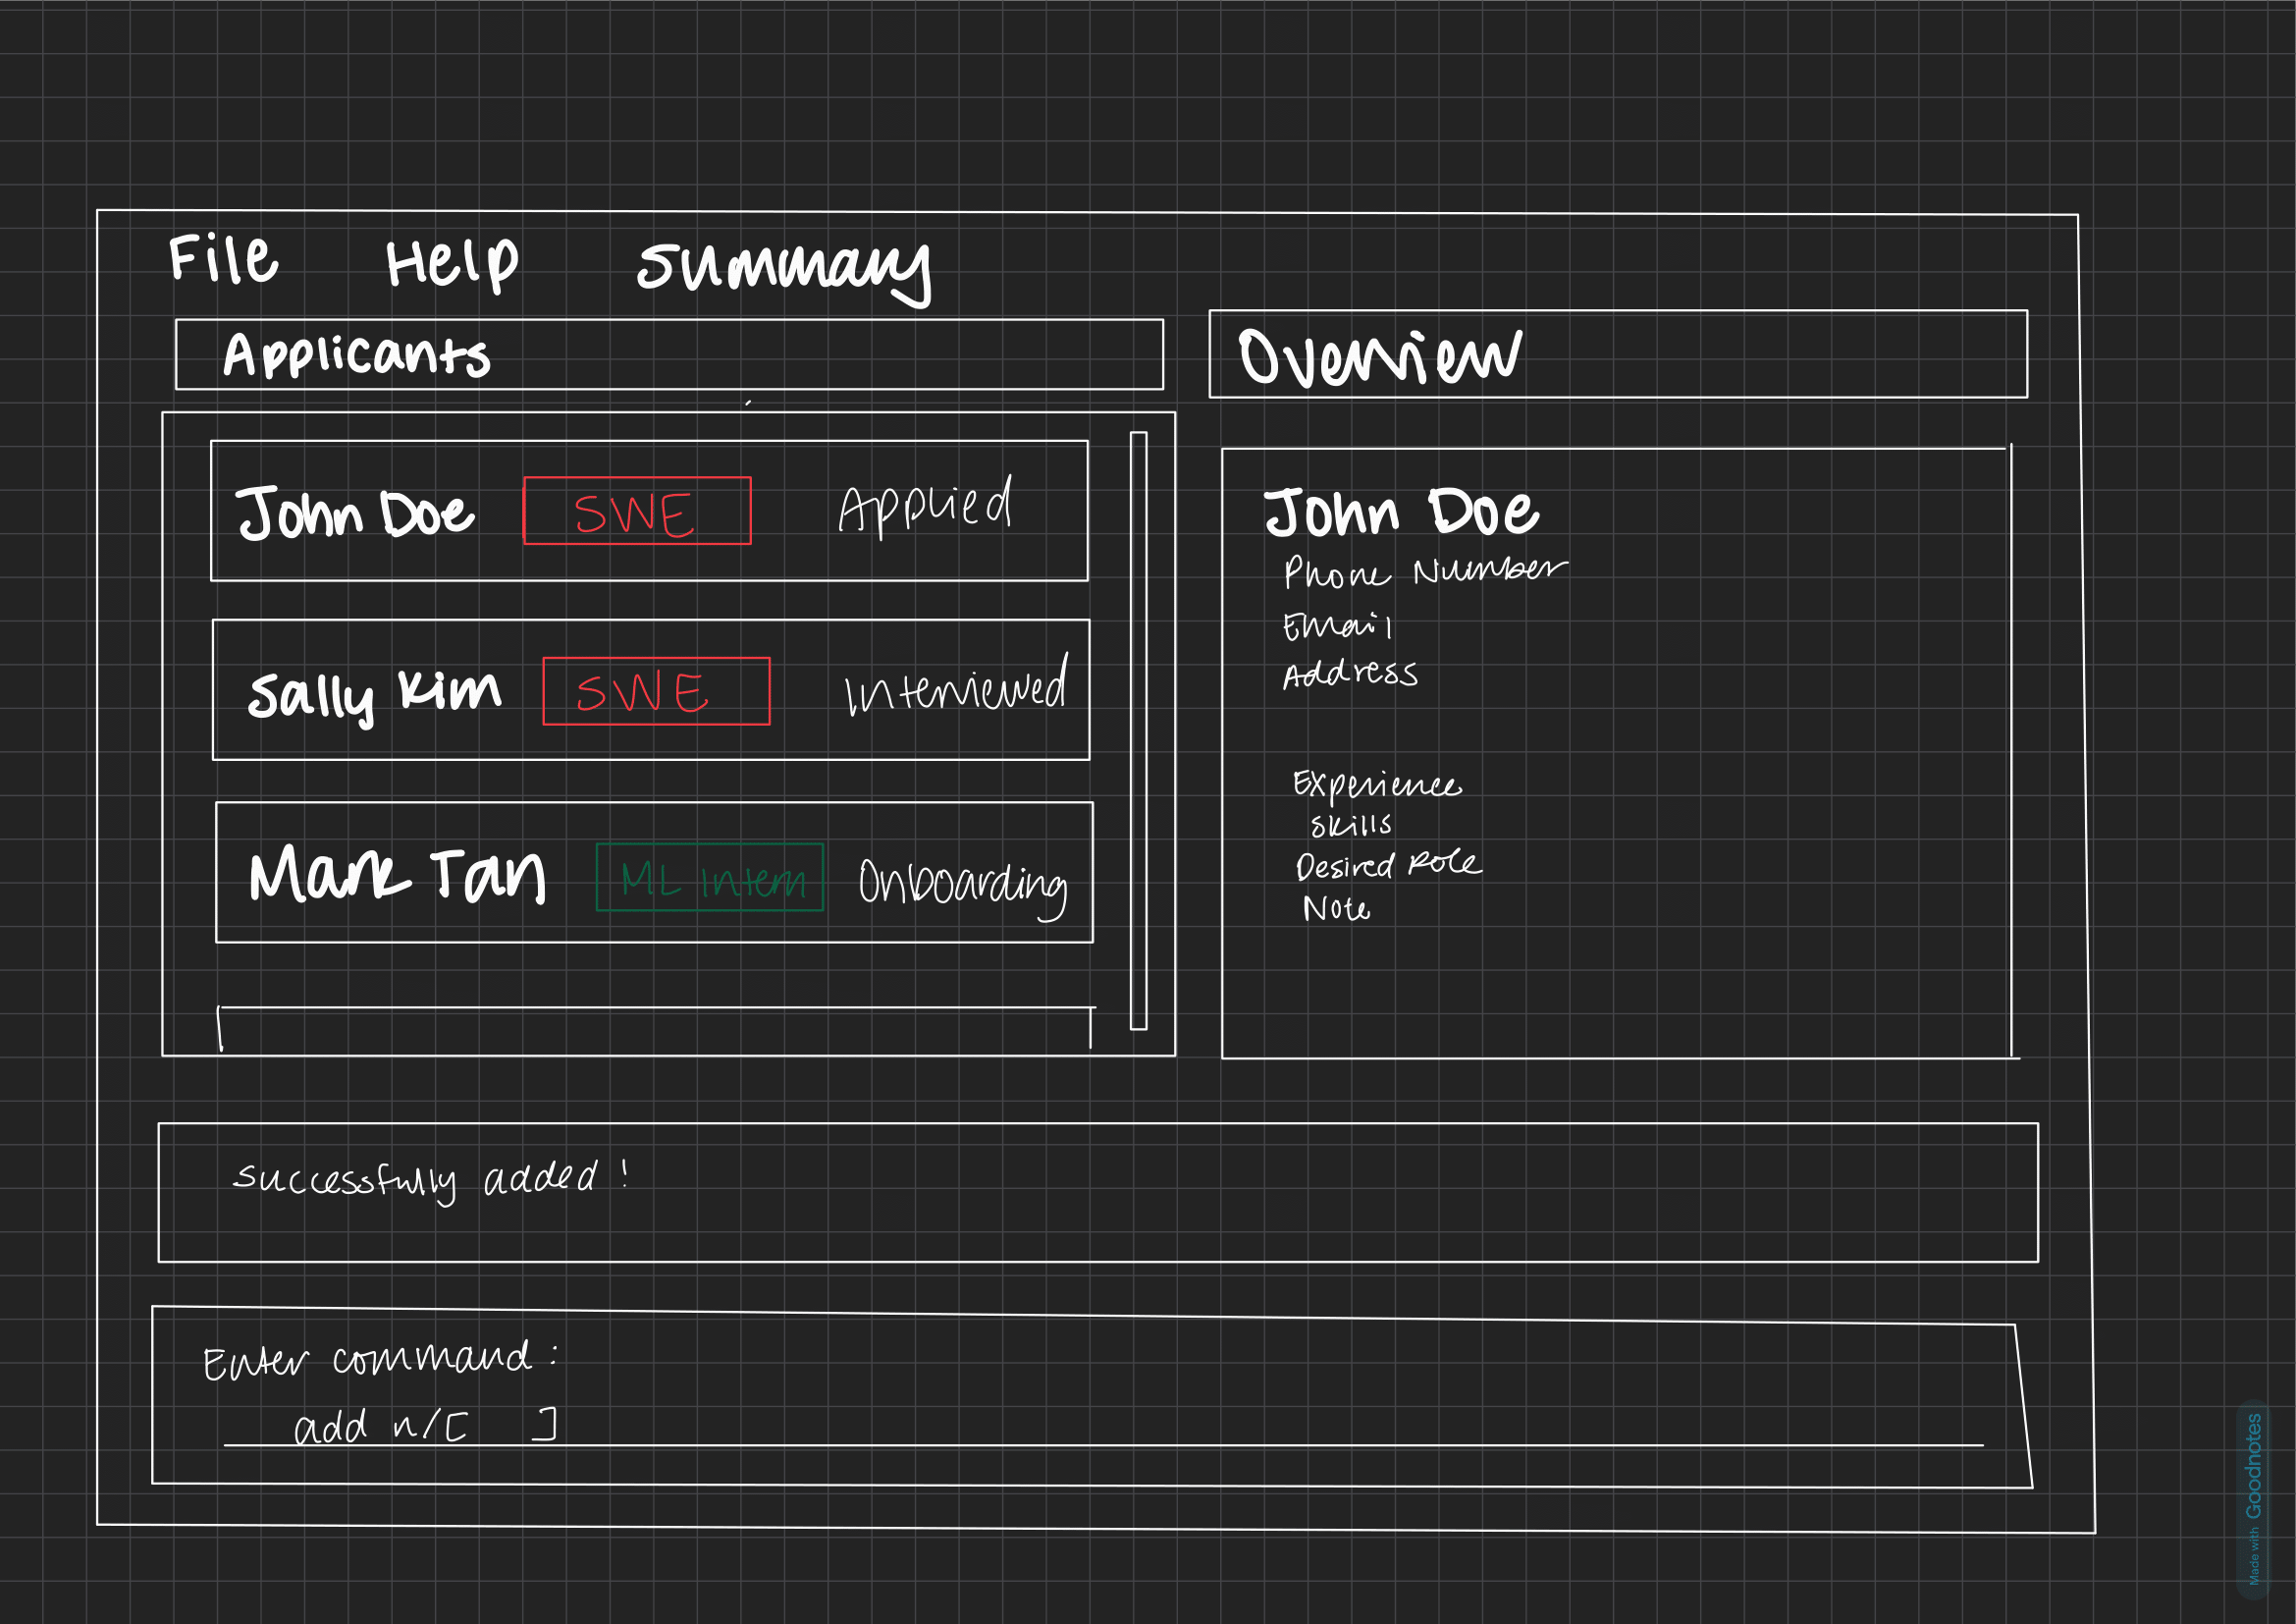 File Help Summary
Applicants
Overview
John Doe SWE Applied
Sally Kim SWE Interviewed
Mark Tan ML Intern Onboarding
John Doe
Phone Number
Email
Address
Experience
Skills
Desired Role
Note
Successfully added !
Enter command :
add n/[ ]
Made with Goodnotes